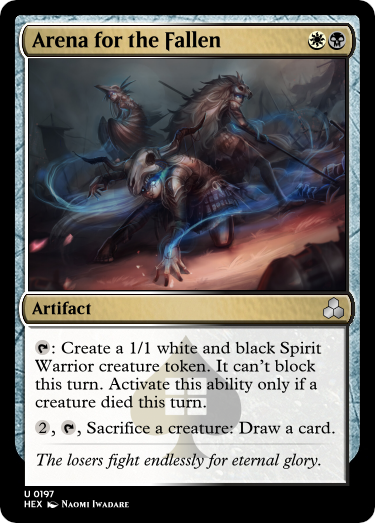 Arena for the Fallen
Artifact
: Create a 1/1 white and black Spirit
Warrior creature token. It can't block
this turn. Activate this ability only if a
creature died this turn.
2, , Sacrifice a creature: Draw a card.
The losers fight endlessly for eternal glory.
U 0197
HEX Naomi Iwadare